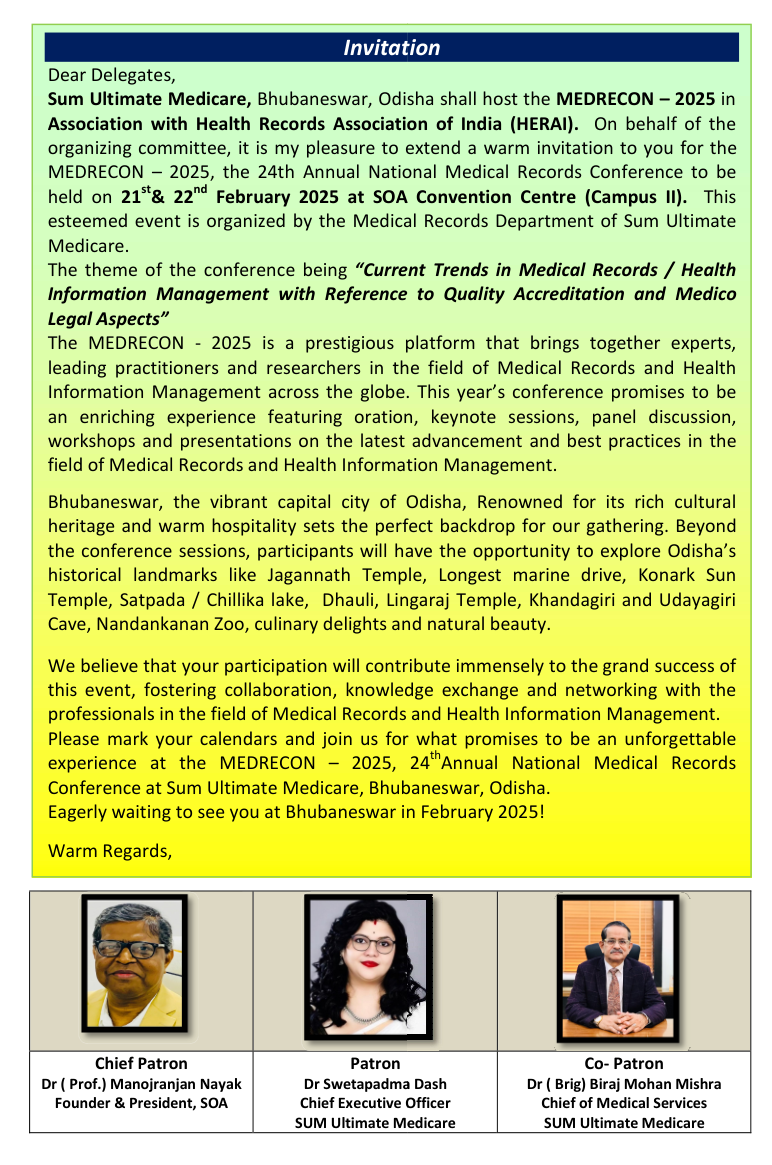 Invitation
Dear Delegates,
Sum Ultimate Medicare, Bhubaneswar, Odisha shall host the MEDRECON – 2025 in
Association with Health Records Association of India (HERAI). On behalf of the
organizing committee, it is my pleasure to extend a warm invitation to you for the
MEDRECON – 2025, the 24th Annual National Medical Records Conference to be
held on 21st& 22nd February 2025 at SOA Convention Centre (Campus II). This
esteemed event is organized by the Medical Records Department of Sum Ultimate
Medicare.
The theme of the conference being “Current Trends in Medical Records / Health
Information Management with Reference to Quality Accreditation and Medico
Legal Aspects”
The MEDRECON - 2025 is a prestigious platform that brings together experts,
leading practitioners and researchers in the field of Medical Records and Health
Information Management across the globe. This year’s conference promises to be
an enriching experience featuring oration, keynote sessions, panel discussion,
workshops and presentations on the latest advancement and best practices in the
field of Medical Records and Health Information Management.
Bhubaneswar, the vibrant capital city of Odisha, Renowned for its rich cultural
heritage and warm hospitality sets the perfect backdrop for our gathering. Beyond
the conference sessions, participants will have the opportunity to explore Odisha’s
historical landmarks like Jagannath Temple, Longest marine drive, Konark Sun
Temple, Satpada / Chillika lake, Dhauli, Lingaraj Temple, Khandagiri and Udayagiri
Cave, Nandankanan Zoo, culinary delights and natural beauty.
We believe that your participation will contribute immensely to the grand success of
this event, fostering collaboration, knowledge exchange and networking with the
professionals in the field of Medical Records and Health Information Management.
Please mark your calendars and join us for what promises to be an unforgettable
experience at the MEDRECON – 2025, 24thAnnual National Medical Records
Conference at Sum Ultimate Medicare, Bhubaneswar, Odisha.
Eagerly waiting to see you at Bhubaneswar in February 2025!
Warm Regards,
Chief Patron
Dr ( Prof.) Manojranjan Nayak
Founder & President, SOA
Patron
Dr Swetapadma Dash
Chief Executive Officer
SUM Ultimate Medicare
Co- Patron
Dr ( Brig) Biraj Mohan Mishra
Chief of Medical Services
SUM Ultimate Medicare